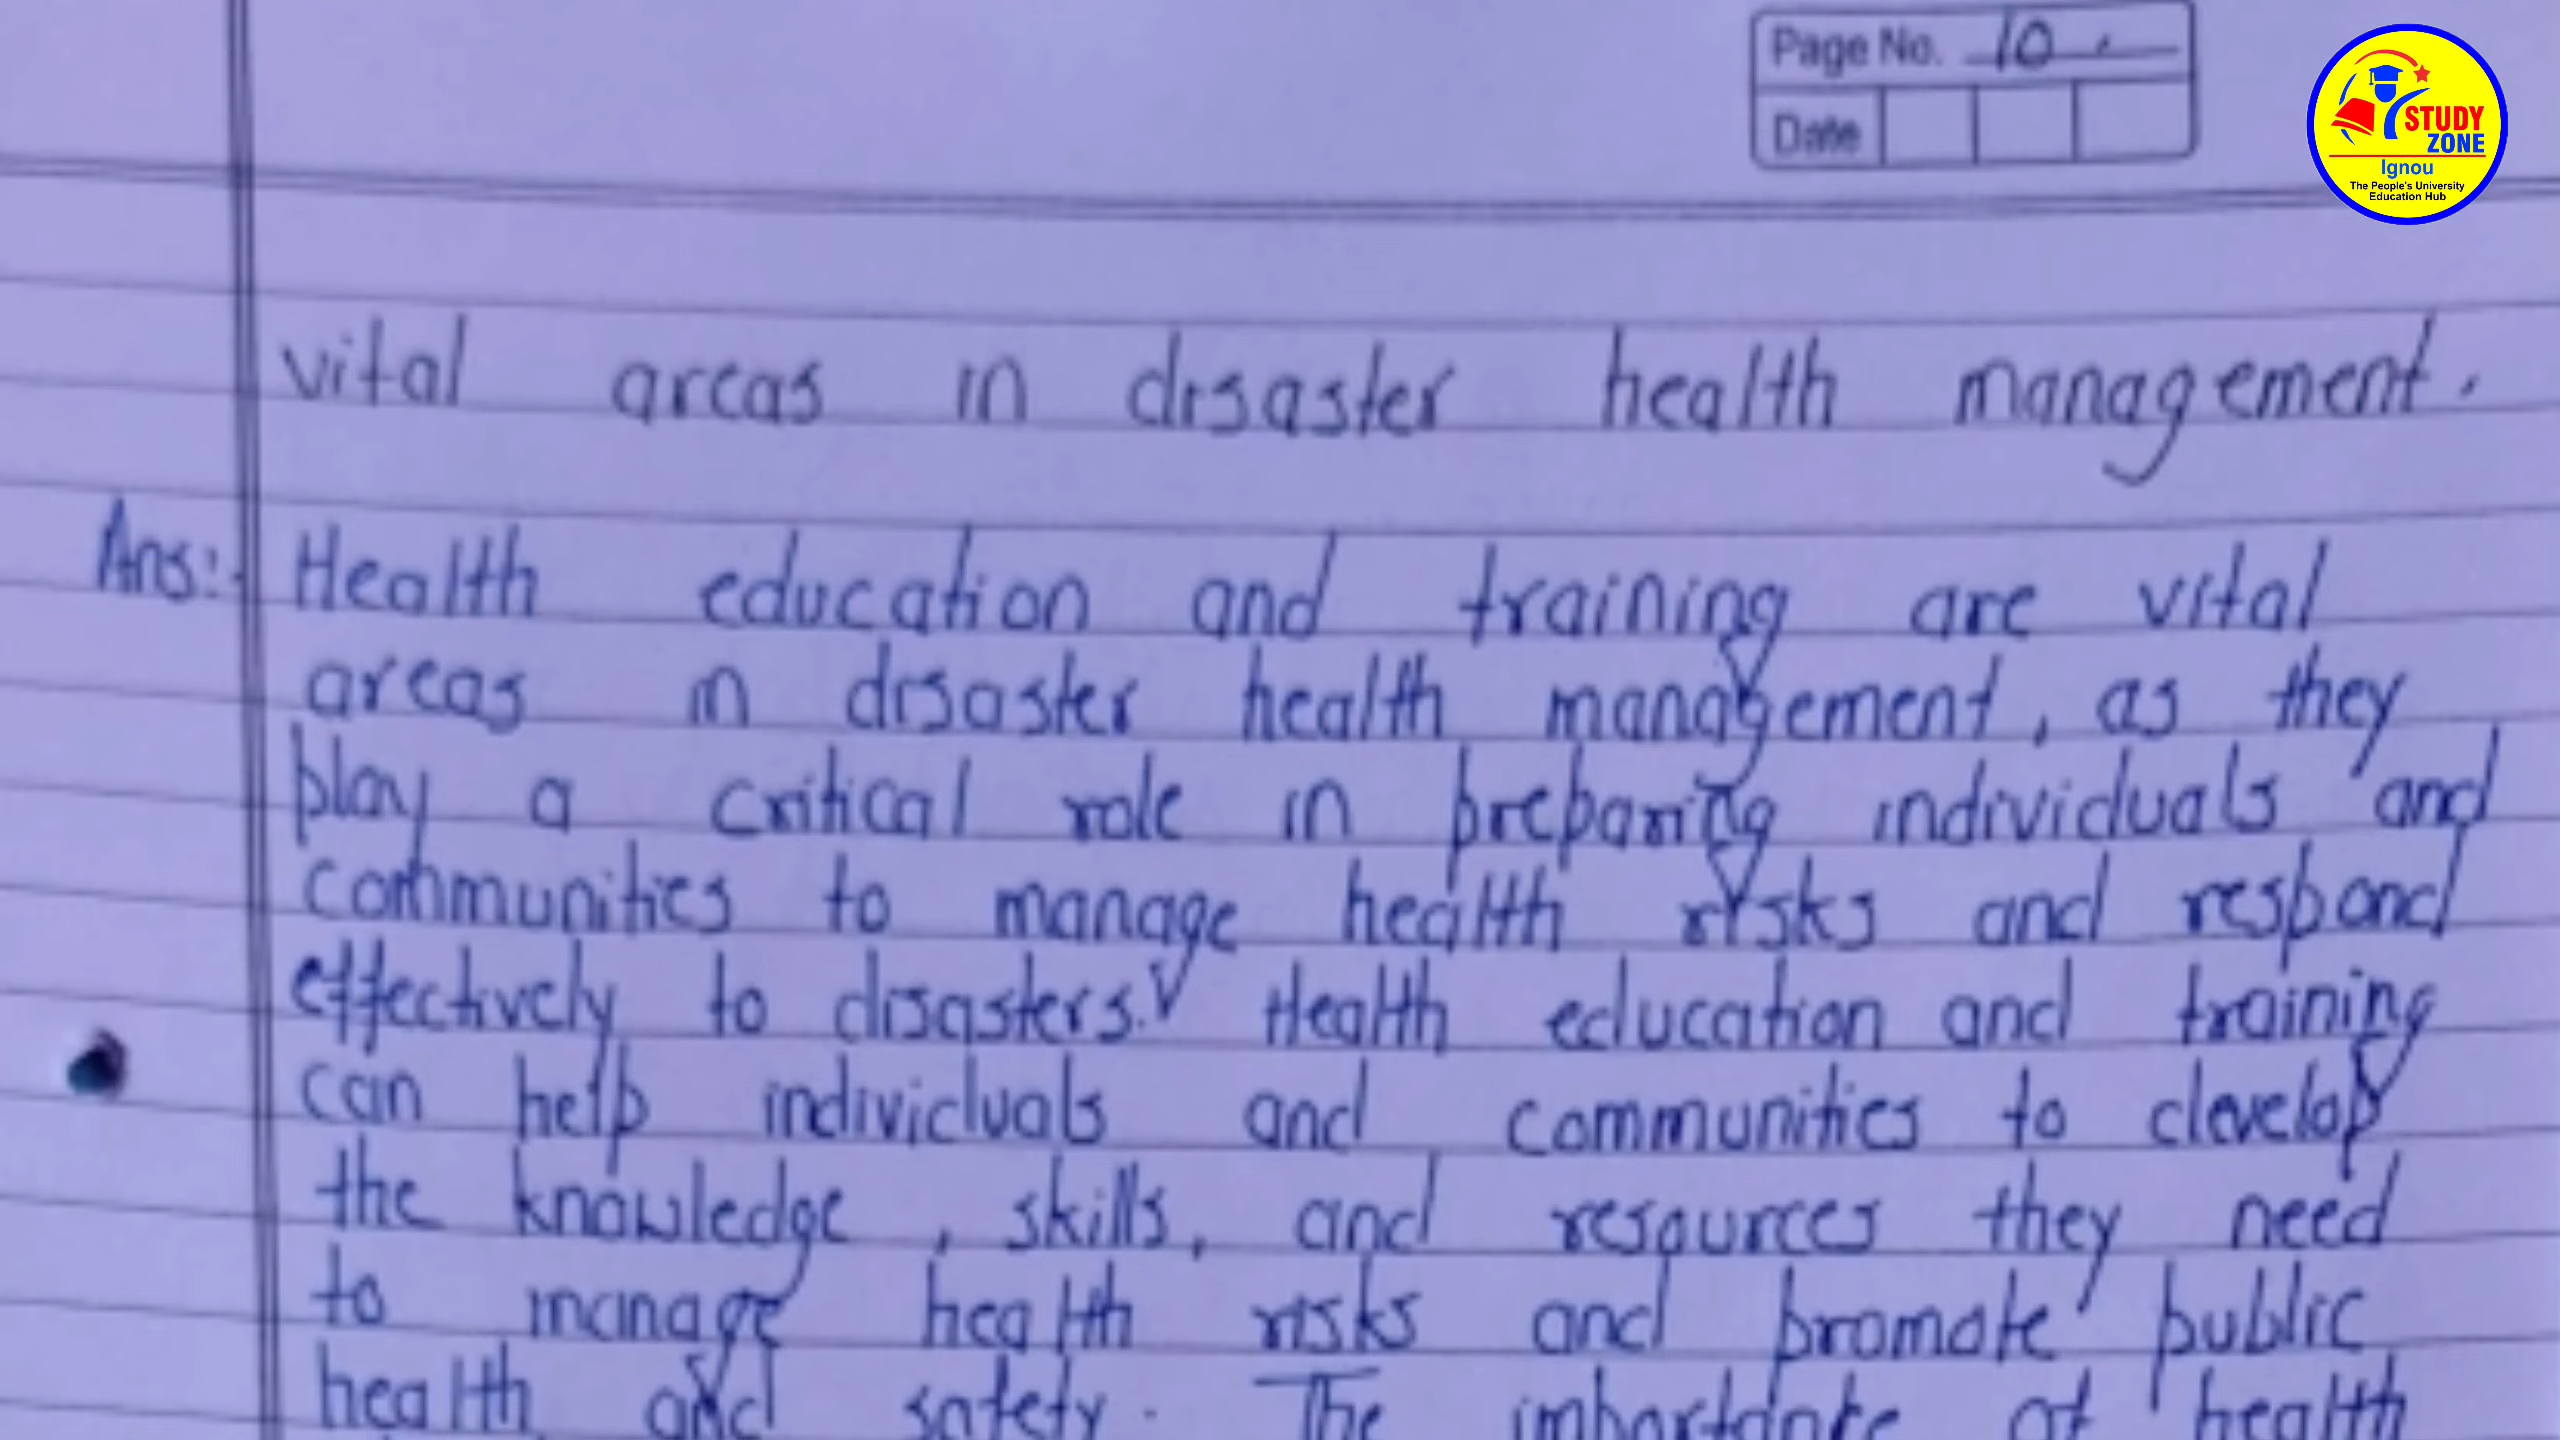 Page No. 10
Date
STUDY
ZONE
Ignou
The People's University
Education Hub
vital areas in disaster health management.
Ans:- Health education and training are vital
areas in disaster health management, as they
play a critical role in preparing individuals and
communities to manage health risks and respond
effectively to disasters. Health education and training
can help individuals and communities to develop
the knowledge, skills, and resources they need
to manage health risks and promote public
health and safety. The of health